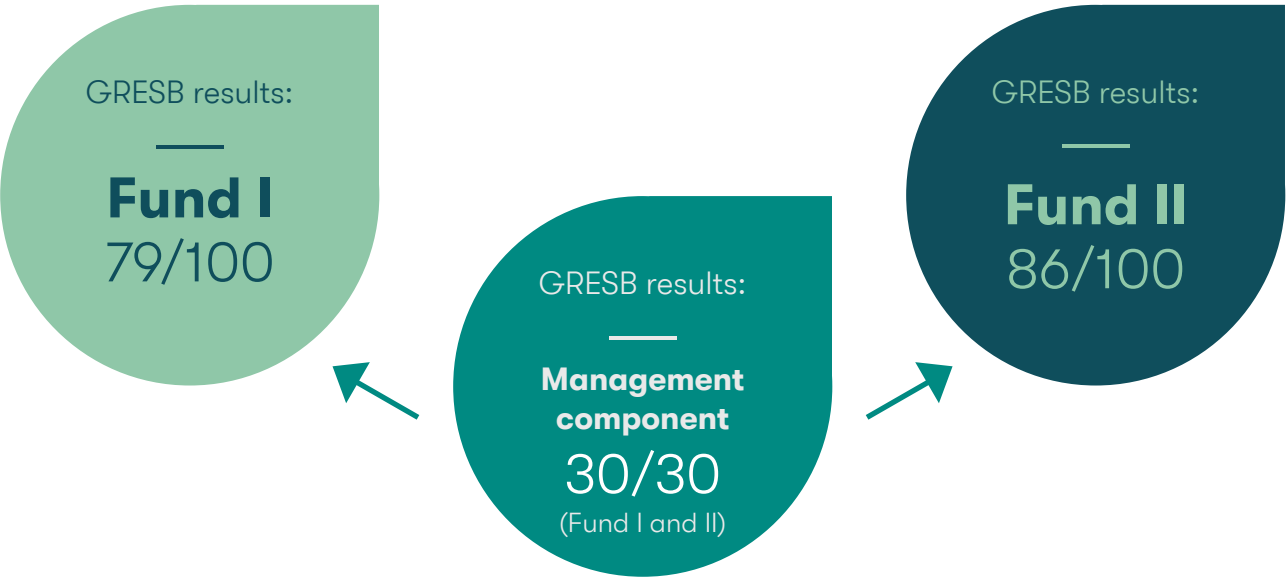 GRESB results:
Fund I
79/100
GRESB results:
Management
component
30/30
(Fund I and II)
GRESB results:
Fund II
86/100